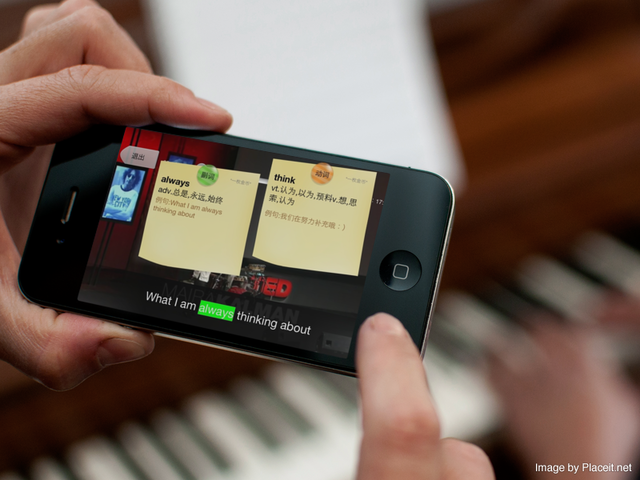 退出
副词
always
adv.总是,永远,始终
例句:What I am always
thinking about
动词
think
vt.认为,以为,预料v.想,思
索,认为
例句:我们在努力补充哦：)
17:
TED
What I am always thinking about
Image by Placeit.net